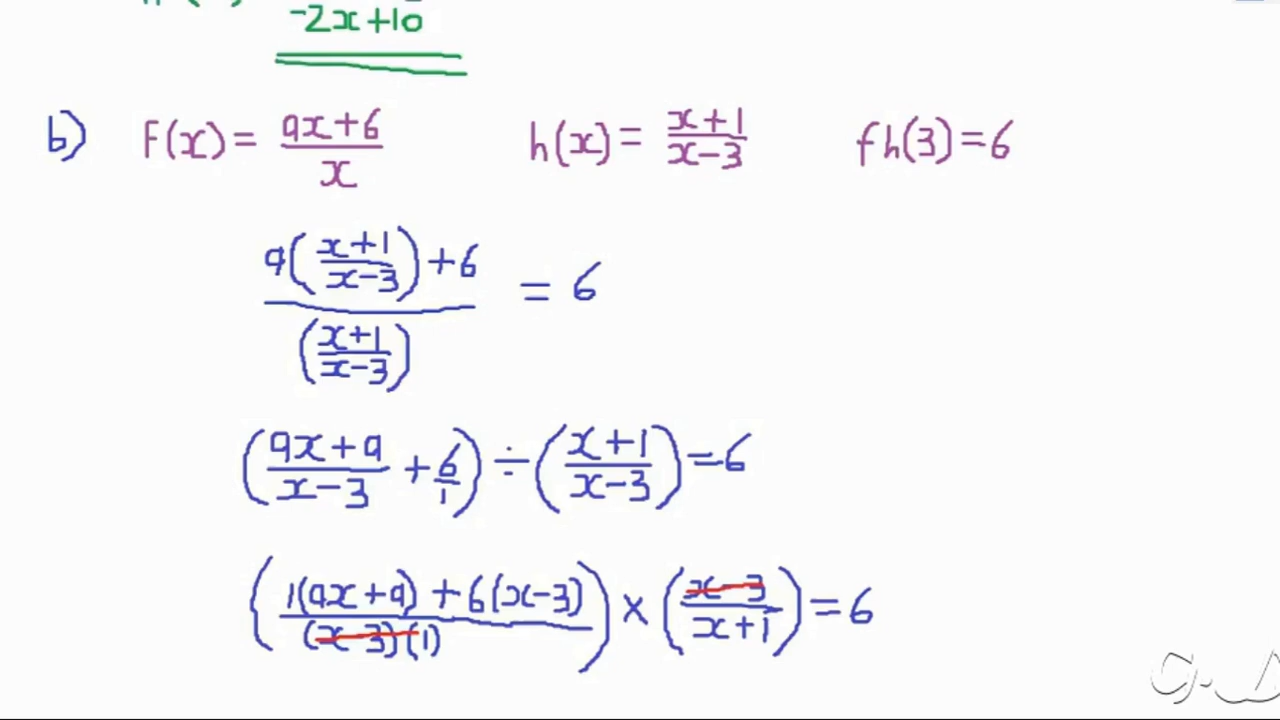 -2x+10
b) F(x) = (9x+6)/x h(x) = (x+1)/(x-3) fh(3)=6
(9((x+1)/(x-3))+6)/((x+1)/(x-3)) = 6
((9x+9)/(x-3) + 6/1) ÷ ((x+1)/(x-3)) = 6
((1(9x+9)+6(x-3))/((x-3)(1))) × ((x-3)/(x+1)) = 6